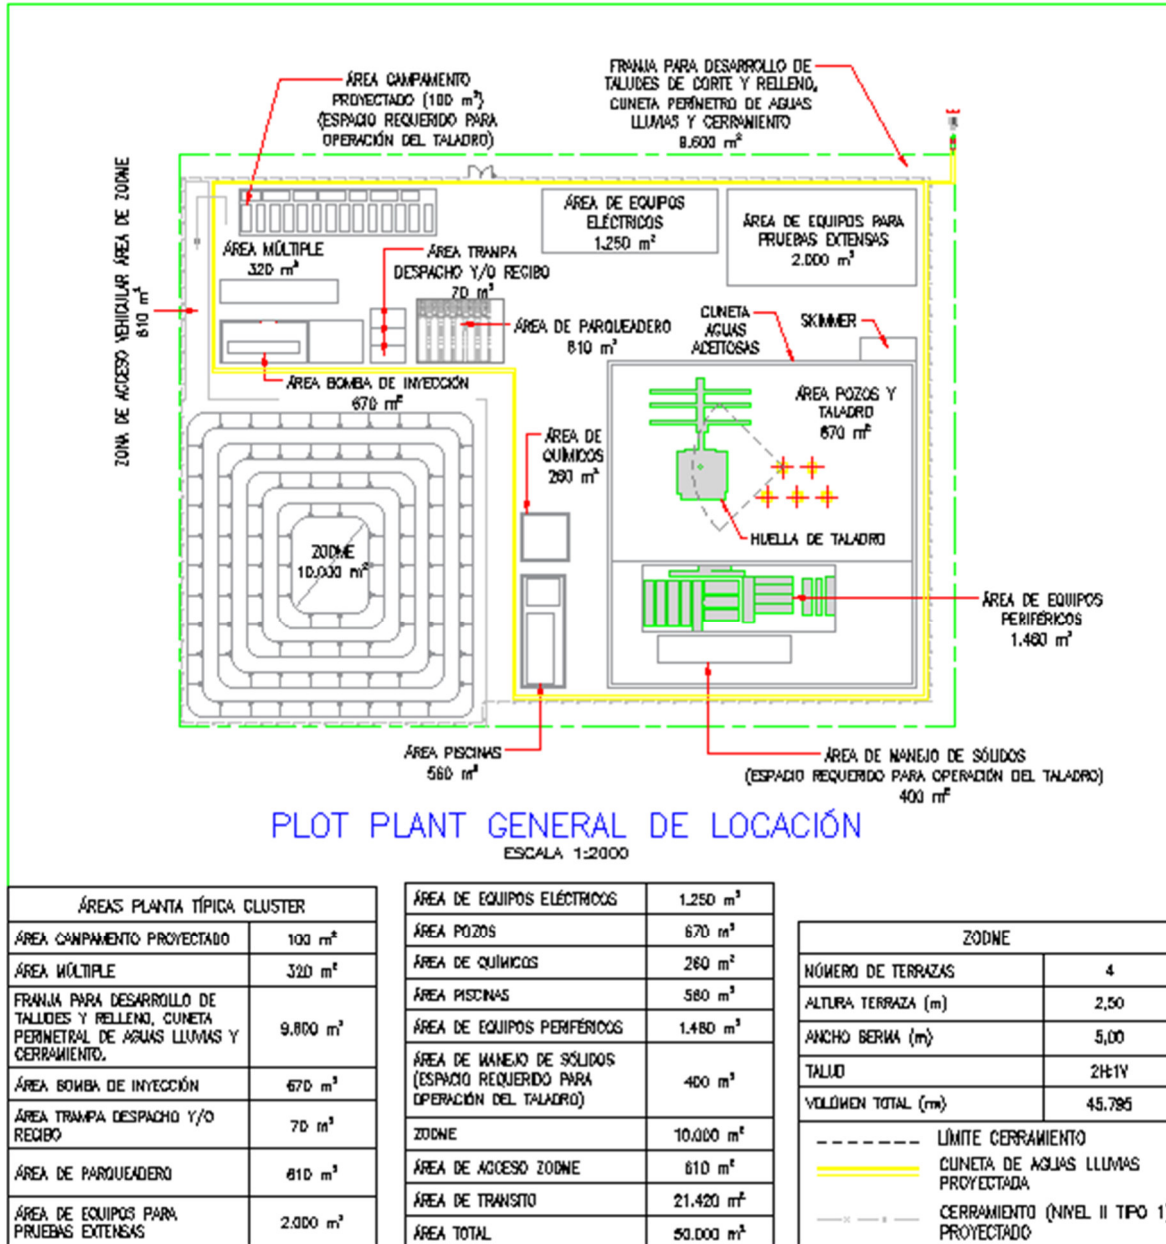 ÁREA CAMPAMENTO
PROYECTADO (100 m²)
(ESPACIO REQUERIDO PARA
OPERACIÓN DEL TALADRO)
FRANJA PARA DESARROLLO DE
TALUDES DE CORTE Y RELLENO,
CUNETA PERÍMETRO DE AGUAS
LLUVIAS Y CERRAMIENTO
9.600 m²
ZONA DE ACCESO VEHICULAR ÁREA DE ZODME
610 m²
ÁREA MÚLTIPLE
320 m²
ÁREA TRAMPA
DESPACHO Y/O RECIBO
70 m²
ÁREA DE EQUIPOS
ELÉCTRICOS
1.250 m²
ÁREA DE EQUIPOS PARA
PRUEBAS EXTENSAS
2.000 m²
ÁREA DE PARQUEADERO
610 m²
CUNETA
AGUAS
ACEITOSAS
SKIMMER
ÁREA BOMBA DE INYECCIÓN
670 m²
ÁREA POZOS Y
TALADRO
670 m²
ÁREA DE
QUÍMICOS
260 m²
HUELLA DE TALADRO
ZODME
10.000 m²
ÁREA DE EQUIPOS
PERIFÉRICOS
1.460 m²
ÁREA PISCINAS
560 m²
ÁREA DE MANEJO DE SÓLIDOS
(ESPACIO REQUERIDO PARA OPERACIÓN DEL TALADRO)
400 m²
PLOT PLANT GENERAL DE LOCACIÓN
ESCALA 1:2000
ÁREAS PLANTA TÍPICA CLUSTER
ÁREA CAMPAMENTO PROYECTADO 100 m²
ÁREA MÚLTIPLE 320 m²
FRANJA PARA DESARROLLO DE
TALUDES Y RELLENO, CUNETA
PERIMETRAL DE AGUAS LLUVIAS Y
CERRAMIENTO.
9.600 m²
ÁREA BOMBA DE INYECCIÓN 670 m²
ÁREA TRAMPA DESPACHO Y/O
RECIBO
70 m²
ÁREA DE PARQUEADERO 610 m²
ÁREA DE EQUIPOS PARA
PRUEBAS EXTENSAS
2.000 m²
ÁREA DE EQUIPOS ELÉCTRICOS 1.250 m²
ÁREA POZOS 670 m²
ÁREA DE QUÍMICOS 260 m²
ÁREA PISCINAS 560 m²
ÁREA DE EQUIPOS PERIFÉRICOS 1.460 m²
ÁREA DE MANEJO DE SÓLIDOS
(ESPACIO REQUERIDO PARA
OPERACIÓN DEL TALADRO)
400 m²
ZODME 10.000 m²
ÁREA DE ACCESO ZODME 610 m²
ÁREA DE TRANSITO 21.420 m²
ÁREA TOTAL 50.000 m²
ZODME
NÚMERO DE TERRAZAS 4
ALTURA TERRAZA (m) 2,50
ANCHO BERMA (m) 5,00
TALUD 2H:1V
VOLÚMEN TOTAL (m) 45.795
LÍMITE CERRAMIENTO
CUNETA DE AGUAS LLUVIAS
PROYECTADA
CERRAMIENTO (NIVEL II TIPO 1)
PROYECTADO